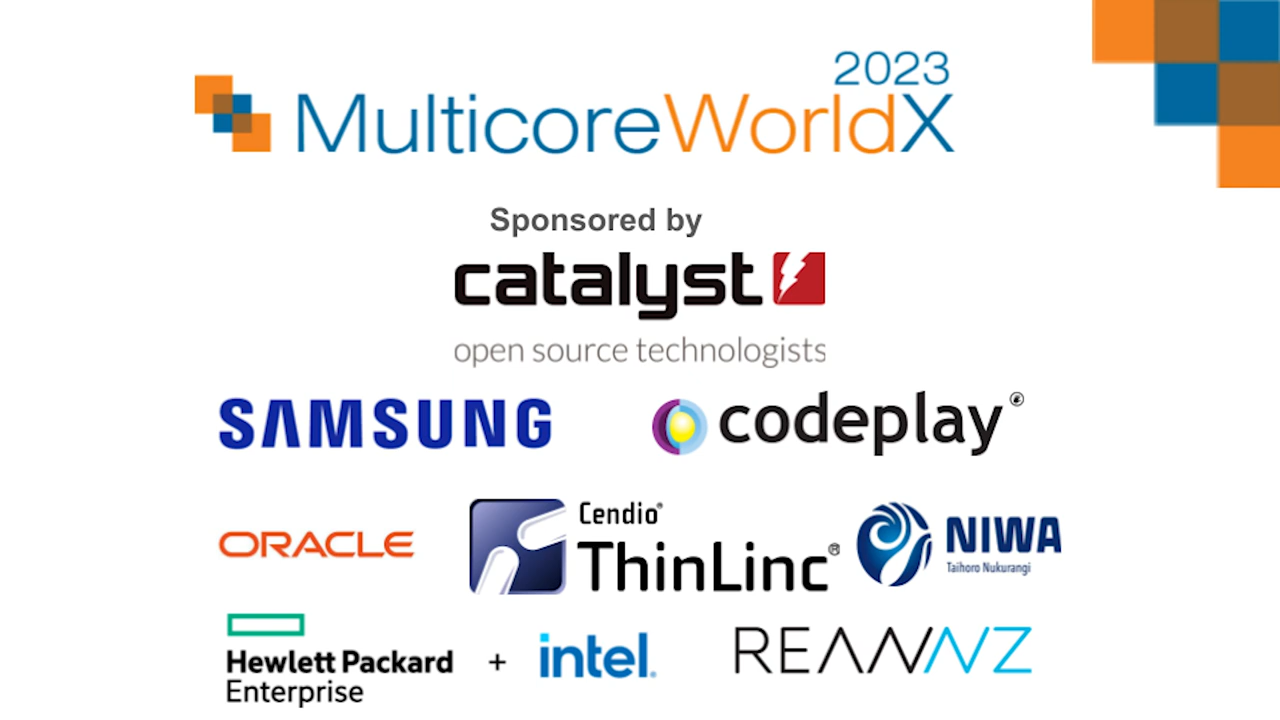 2023
MulticoreWorldX
Sponsored by
catalyst
open source technologists
SAMSUNG
codeplay®
ORACLE
Cendio®
ThinLinc®
NIWA
Taihoro Nukurangi
Hewlett Packard
Enterprise
+
intel.
REANNZ